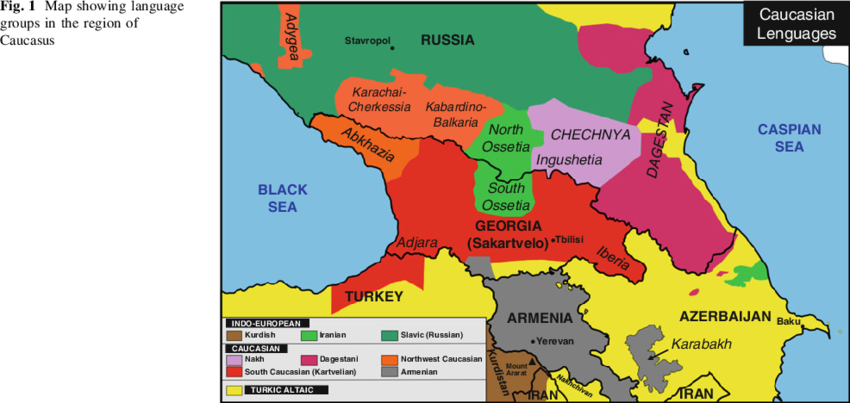 Fig. 1 Map showing language
groups in the region of
Caucasus
Caucasian
Lenguages
Adygea
Stavropol
RUSSIA
Karachai-
Cherkessia
Kabardino-
Balkaria
North
Ossetia
CHECHNYA
Ingushetia
DAGESTAN
CASPIAN
SEA
Abkhazia
BLACK
SEA
South
Ossetia
GEORGIA
(Sakartvelo)
Tbilisi
Adjara
Iberia
TURKEY
ARMENIA
AZERBAIJAN
Baku
Yerevan
Karabakh
Mount
Ararat
Kurdistan
Nakhchivan
IRAN
IRAN
INDO-EUROPEAN
Kurdish
Iranian
Slavic (Russian)
CAUCASIAN
Nakh
Dagestani
Northwest Caucasian
South Caucasian (Kartvelian)
Armenian
TURKIC ALTAIC